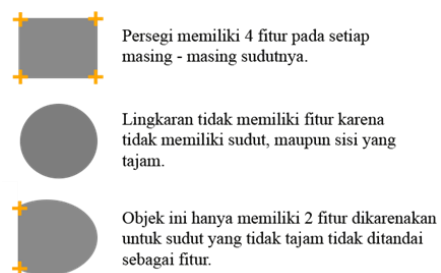 Persegi memiliki 4 fitur pada setiap
masing - masing sudutnya.
Lingkaran tidak memiliki fitur karena
tidak memiliki sudut, maupun sisi yang
tajam.
Objek ini hanya memiliki 2 fitur dikarenakan
untuk sudut yang tidak tajam tidak ditandai
sebagai fitur.